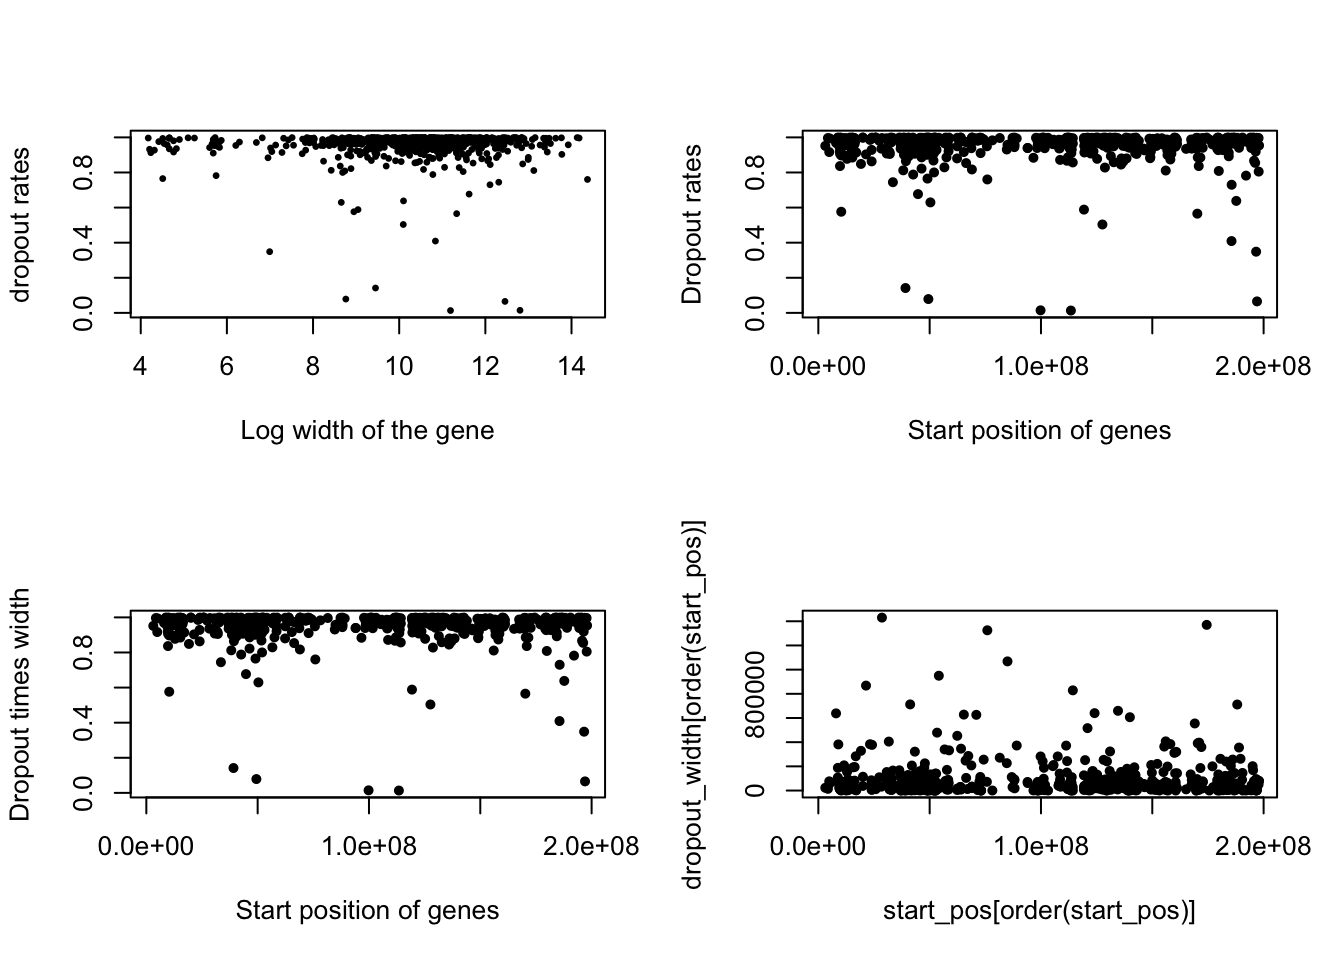 dropout rates
0.0 0.4 0.8
4 6 8 10 12 14
Log width of the gene
Dropout rates
0.0 0.4 0.8
0.0e+00 1.0e+08 2.0e+08
Start position of genes
Dropout times width
0.0 0.4 0.8
0.0e+00 1.0e+08 2.0e+08
Start position of genes
dropout_width[order(start_pos)]
0 800000
0.0e+00 1.0e+08 2.0e+08
start_pos[order(start_pos)]